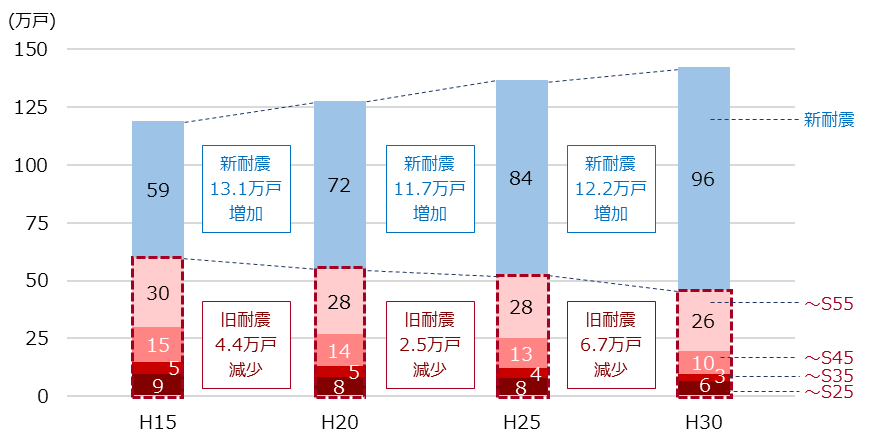 (万戸)
150
125
100
75
50
25
0
59
30
15
5
9
新耐震
13.1万戸
増加
旧耐震
4.4万戸
減少
72
28
14
5
8
新耐震
11.7万戸
増加
旧耐震
2.5万戸
減少
84
28
13
4
8
新耐震
12.2万戸
増加
旧耐震
6.7万戸
減少
96
26
10
3
6
新耐震
～S55
～S45
～S35
～S25
H15
H20
H25
H30